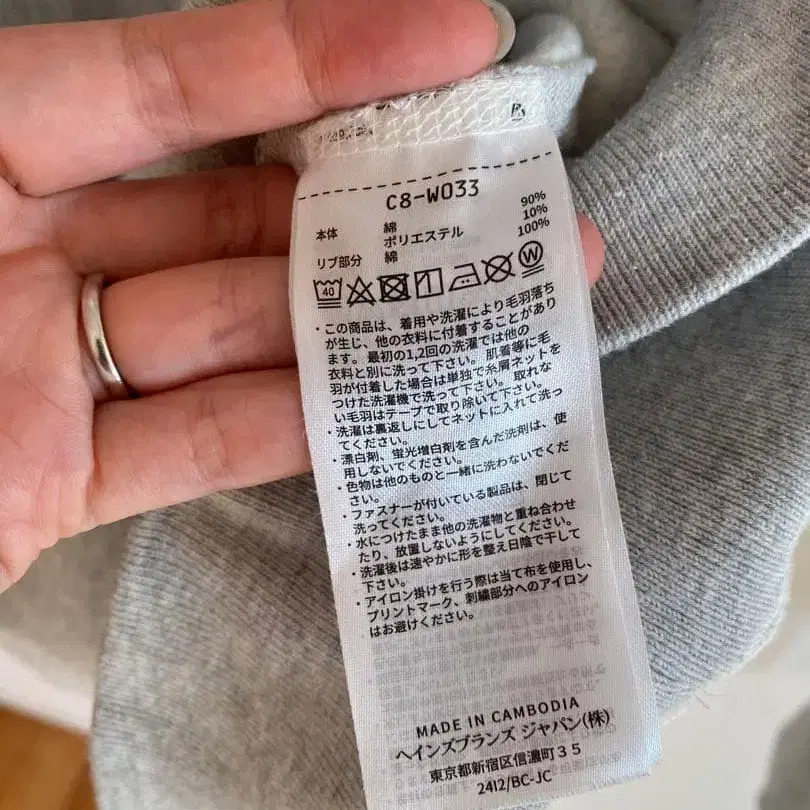 C8-W033
本体 綿 90%
ポリエステル 10%
リブ部分 綿 100%
40
W
・この商品は、着用や洗濯により毛羽落ち
が生じ、他の衣料に付着することがあり
ます。最初の1,2回の洗濯では他の
衣料と別に洗って下さい。肌着等に毛
羽が付着した場合は単独で糸屑ネットを
つけた洗濯機で洗って下さい。取れな
い毛羽はテープで取り除いて下さい。
・洗濯は裏返しにしてネットに入れて洗っ
てください。
・漂白剤、蛍光増白剤を含んだ洗剤は、使
用しないでください。
・色物は他のものと一緒に洗わないでくだ
さい。
・ファスナーが付いている製品は、閉じて
洗ってください。
・水につけたまま他の洗濯物と重ね合わせ
たり、放置しないようにしてください。
・洗濯後は速やかに形を整え日陰で干して
下さい。
・アイロン掛けを行う際は当て布を使用し、
プリントマーク、刺繍部分へのアイロン
はお避けください。
MADE IN CAMBODIA
ヘインズブランズ ジャパン(株)
東京都新宿区信濃町35
2412/BC-JC